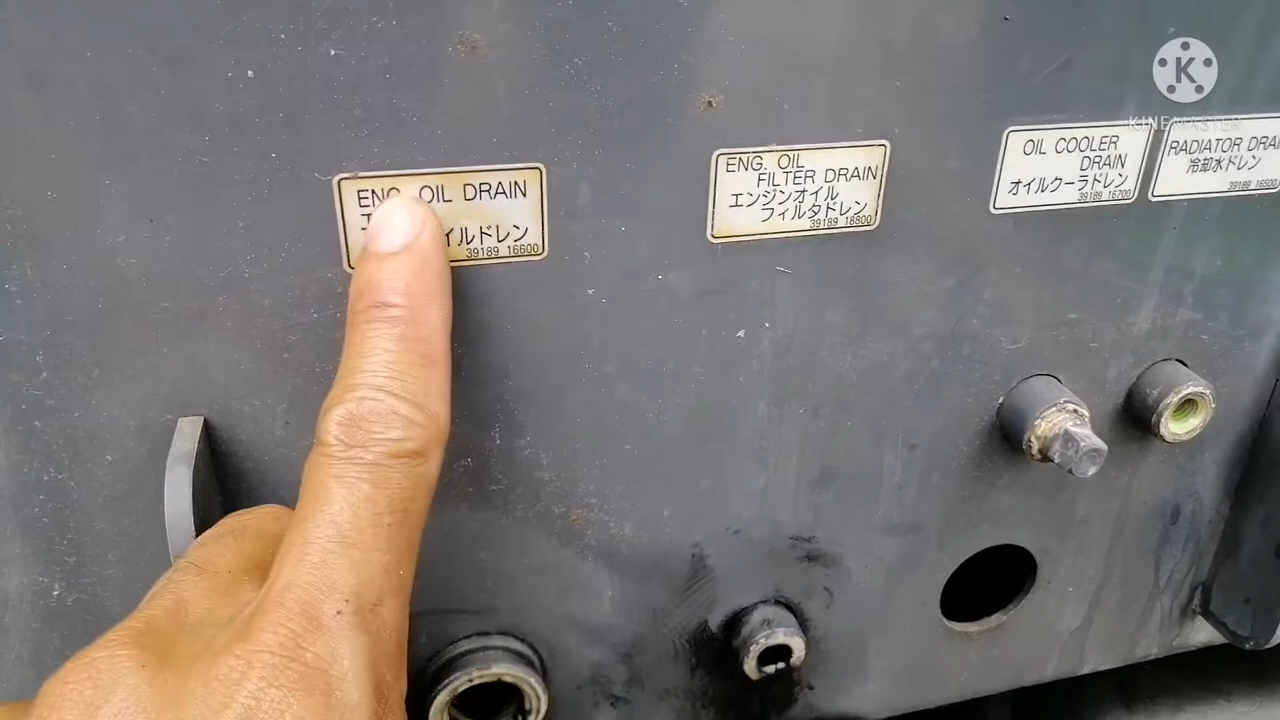 K
KINEMASTER
ENG. OIL DRAIN
イルドレン
39189 16600
ENG. OIL
FILTER DRAIN
エンジンオイル
フィルタドレン
39189 18800
OIL COOLER
DRAIN
オイルクーラドレン
39189 16700
RADIATOR DRAI
冷却水ドレン
39189 16500